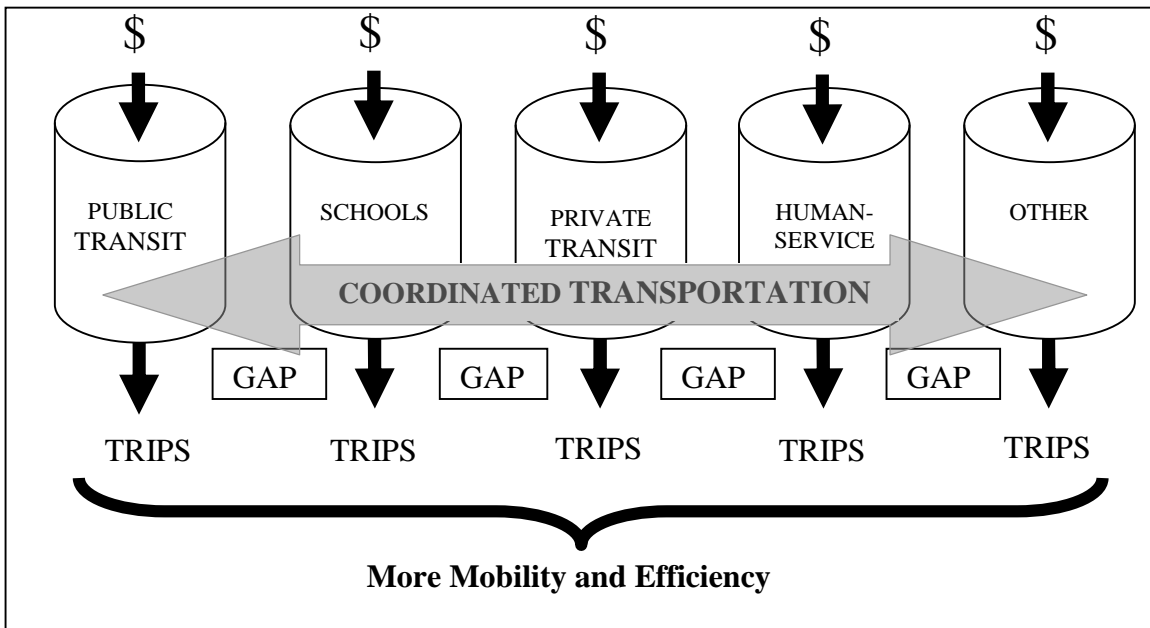 $ $ $ $ $
PUBLIC
TRANSIT
SCHOOLS
PRIVATE
TRANSIT
HUMAN-
SERVICE
OTHER
COORDINATED TRANSPORTATION
GAP GAP GAP GAP
TRIPS TRIPS TRIPS TRIPS TRIPS
More Mobility and Efficiency